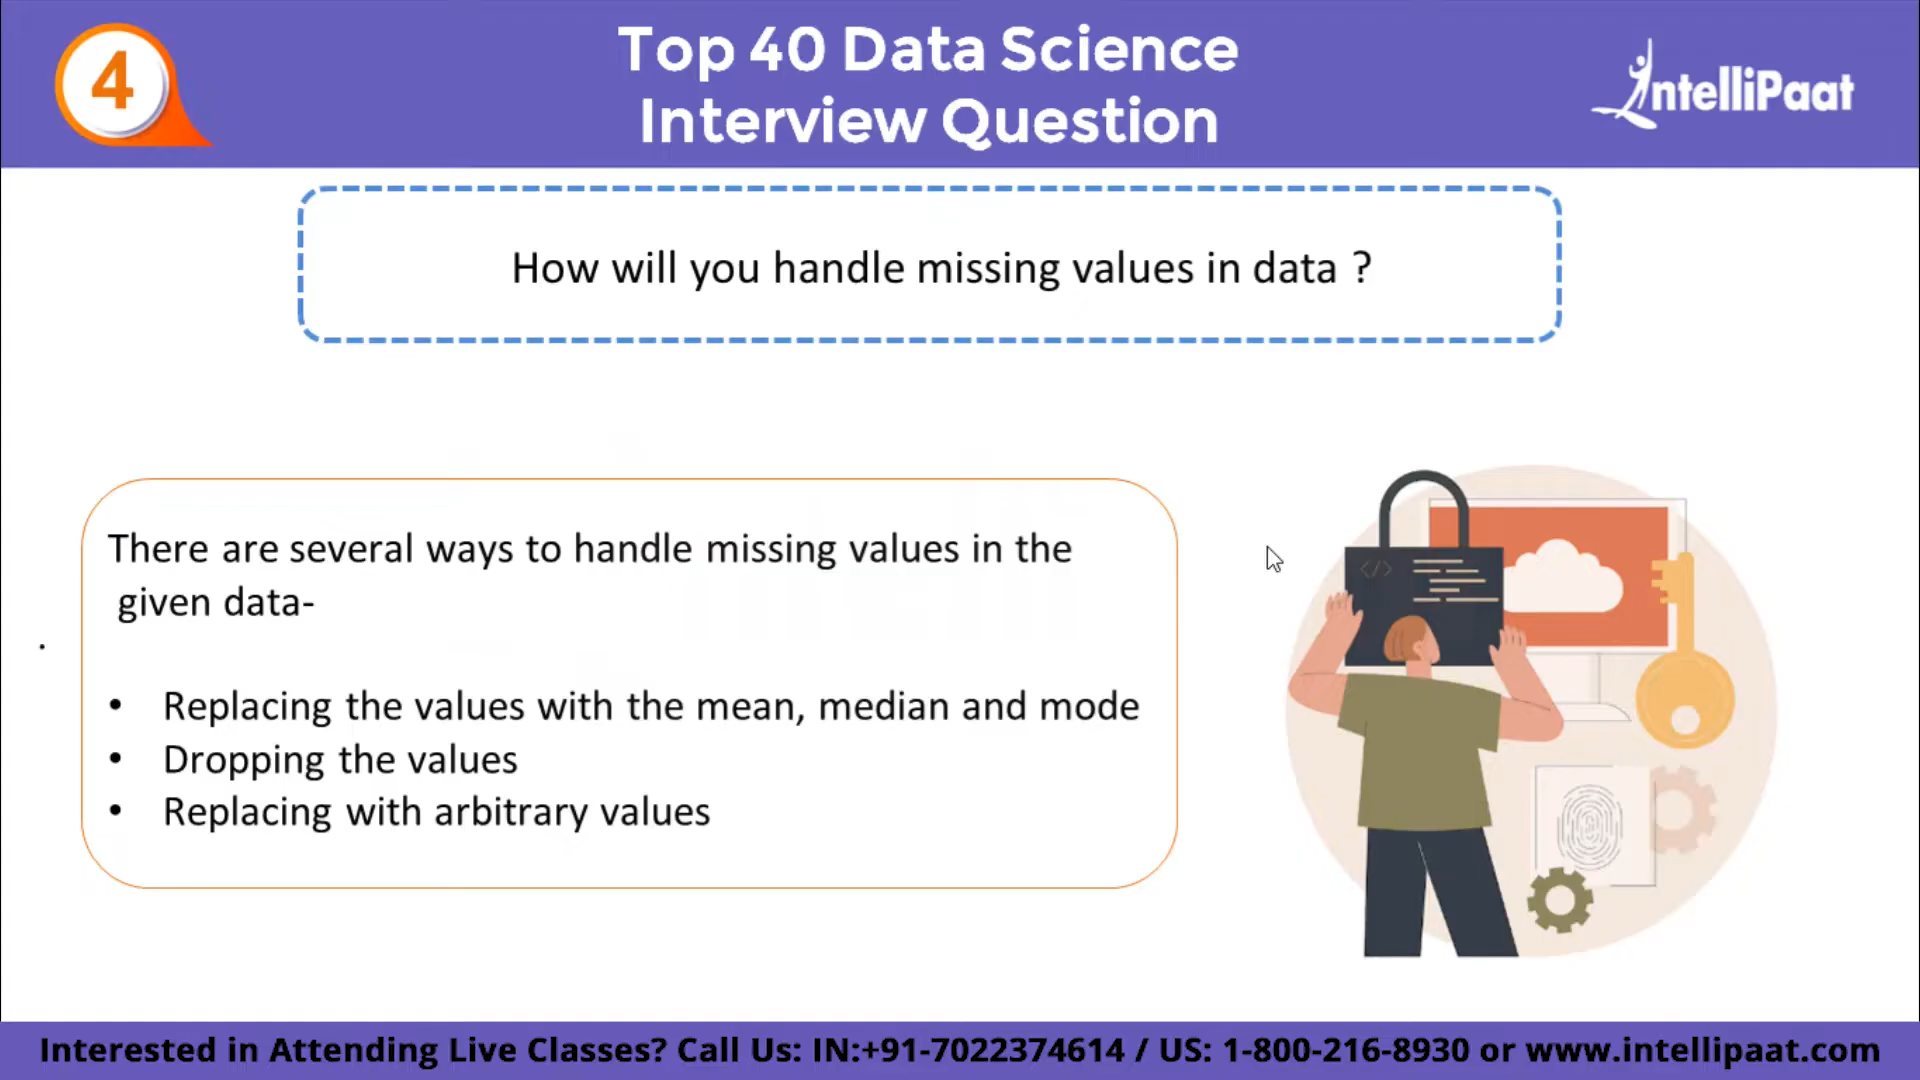 4
Top 40 Data Science
Interview Question
IntelliPaat
How will you handle missing values in data ?
There are several ways to handle missing values in the
given data-
.
• Replacing the values with the mean, median and mode
• Dropping the values
• Replacing with arbitrary values
</>
Interested in Attending Live Classes? Call Us: IN:+91-7022374614 / US: 1-800-216-8930 or www.intellipaat.com